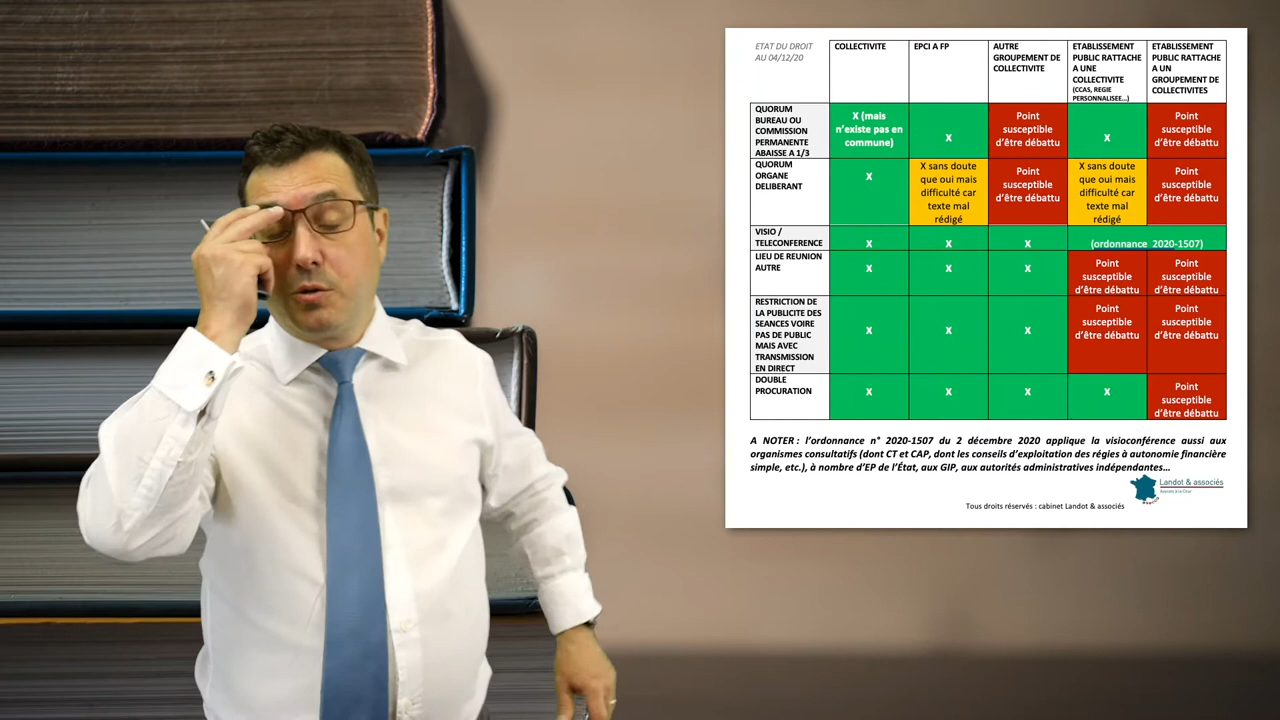 ETAT DU DROIT
AU 04/12/20
COLLECTIVITE
EPCI A FP
AUTRE
GROUPEMENT DE
COLLECTIVITE
ETABLISSEMENT
PUBLIC RATTACHE
A UNE
COLLECTIVITE
(CCAS, REGIE
PERSONNALISEE...)
ETABLISSEMENT
PUBLIC RATTACHE
A UN
GROUPEMENT DE
COLLECTIVITES
QUORUM
BUREAU OU
COMMISSION
PERMANENTE
ABAISSE A 1/3
X (mais
n'existe pas en
commune)
X
Point
susceptible
d'être débattu
X
Point
susceptible
d'être débattu
QUORUM
ORGANE
DELIBERANT
X
X sans doute
que oui mais
difficulté car
texte mal
rédigé
Point
susceptible
d'être débattu
X sans doute
que oui mais
difficulté car
texte mal
rédigé
Point
susceptible
d'être débattu
VISIO /
TELECONFERENCE
X
X
X
(ordonnance 2020-1507)
LIEU DE REUNION
AUTRE
X
X
X
Point
susceptible
d'être débattu
Point
susceptible
d'être débattu
RESTRICTION DE
LA PUBLICITE DES
SEANCES VOIRE
PAS DE PUBLIC
MAIS AVEC
TRANSMISSION
EN DIRECT
X
X
X
Point
susceptible
d'être débattu
Point
susceptible
d'être débattu
DOUBLE
PROCURATION
X
X
X
X
Point
susceptible
d'être débattu
A NOTER : l'ordonnance n° 2020-1507 du 2 décembre 2020 applique la visioconférence aussi aux
organismes consultatifs (dont CT et CAP, dont les conseils d'exploitation des régies à autonomie financière
simple, etc.), à nombre d'EP de l'État, aux GIP, aux autorités administratives indépendantes...
Landot & associés
Tous droits réservés : cabinet Landot & associés